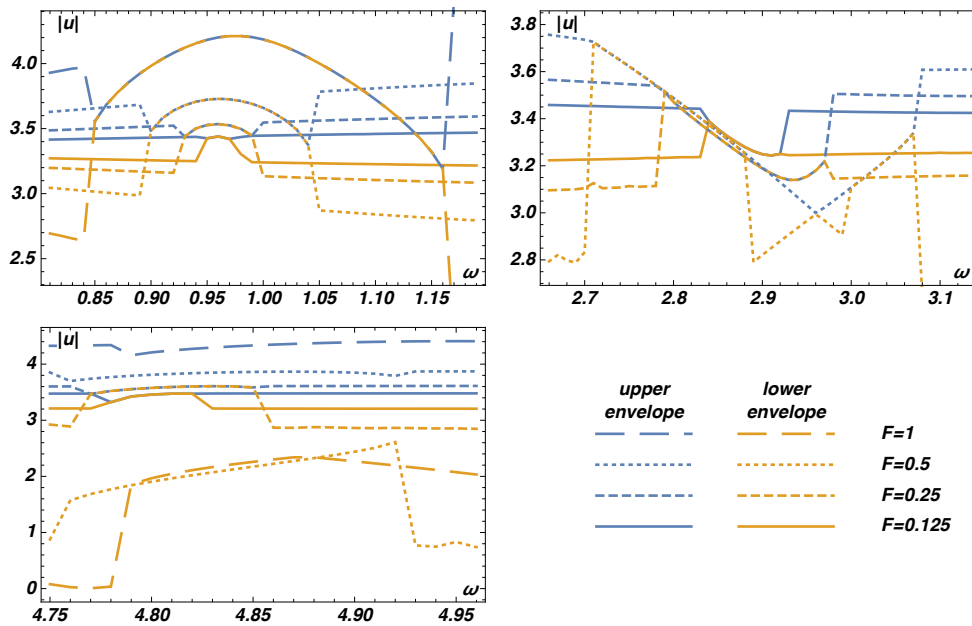 |u|
4.0
3.5
3.0
2.5
0.85 0.90 0.95 1.00 1.05 1.10 1.15
ω
|u|
3.8
3.6
3.4
3.2
3.0
2.8
2.7 2.8 2.9 3.0 3.1
ω
|u|
4
3
2
1
0
4.75 4.80 4.85 4.90 4.95
ω
upper envelope
lower envelope
F=1
F=0.5
F=0.25
F=0.125